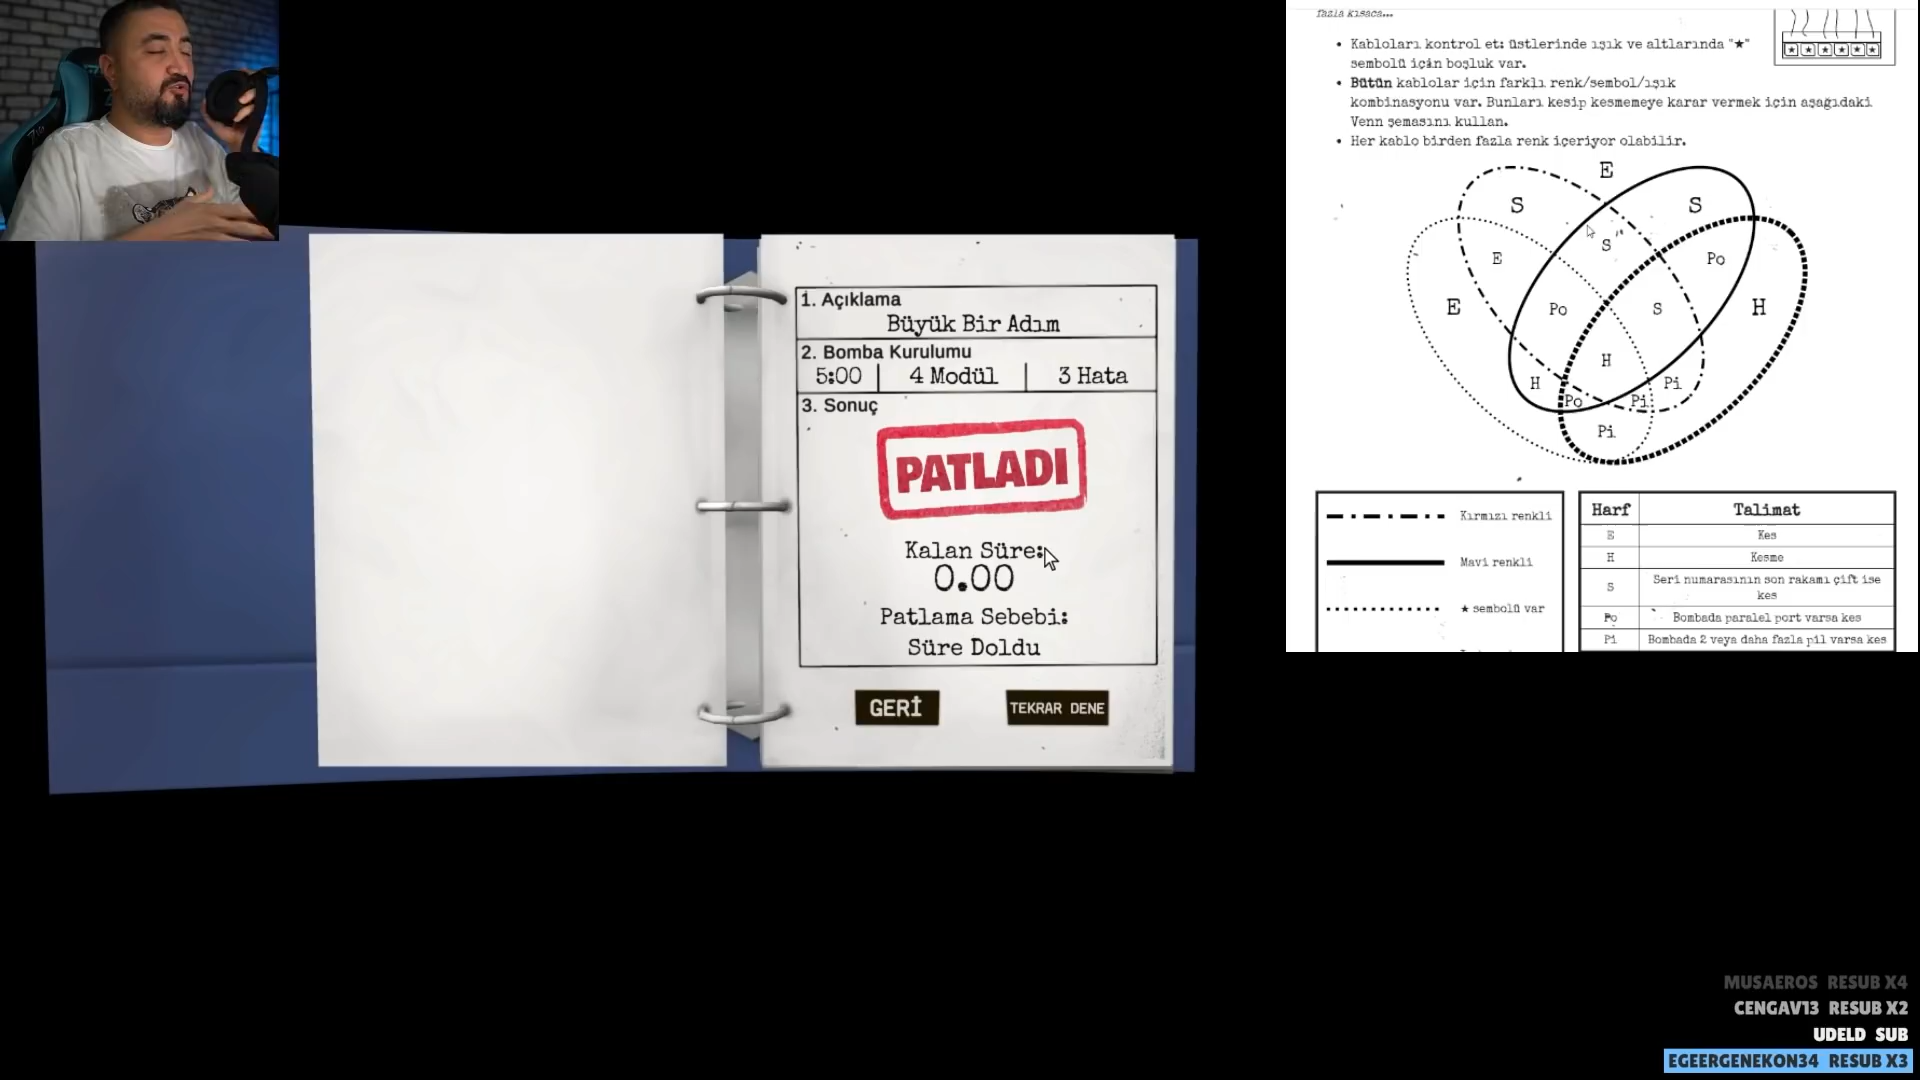 1. Açıklama
Büyük Bir Adım
2. Bomba Kurulumu
5:00 4 Modül 3 Hata
3. Sonuç
PATLADI
Kalan Süre:
0.00
Patlama Sebebi:
Süre Doldu
GERİ
TEKRAR DENE
fazla kısaca...
• Kabloları kontrol et: üstlerinde ışık ve altlarında "★"
sembolü için boşluk var.
• Bütün kablolar için farklı renk/sembol/ışık
kombinasyonu var. Bunları kesip kesmemeye karar vermek için aşağıdaki
Venn şemasını kullan.
• Her kablo birden fazla renk içeriyor olabilir.
E
S S
S
E Po
E Po S H
H
H Pi
Po Pi
Pi
Kırmızı renkli
Mavi renkli
★ sembolü var
Harf Talimat
E Kes
H Kesme
S Seri numarasının son rakamı çift ise
kes
Po Bombada paralel port varsa kes
Pi Bombada 2 veya daha fazla pil varsa kes
MUSAEROS RESUB X4
CENGAV13 RESUB X2
UDELD SUB
EGEERGENEKON34 RESUB X3